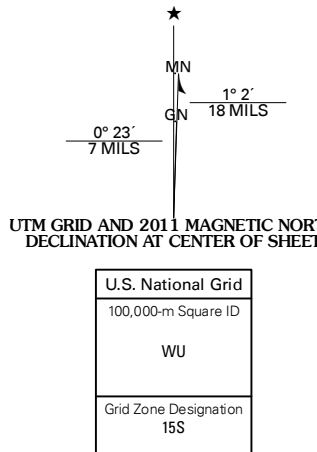 ★
MN
1° 2´
18 MILS
GN
0° 23´
7 MILS
UTM GRID AND 2011 MAGNETIC NORT
DECLINATION AT CENTER OF SHEET
U.S. National Grid
100,000-m Square ID
WU
Grid Zone Designation
15S